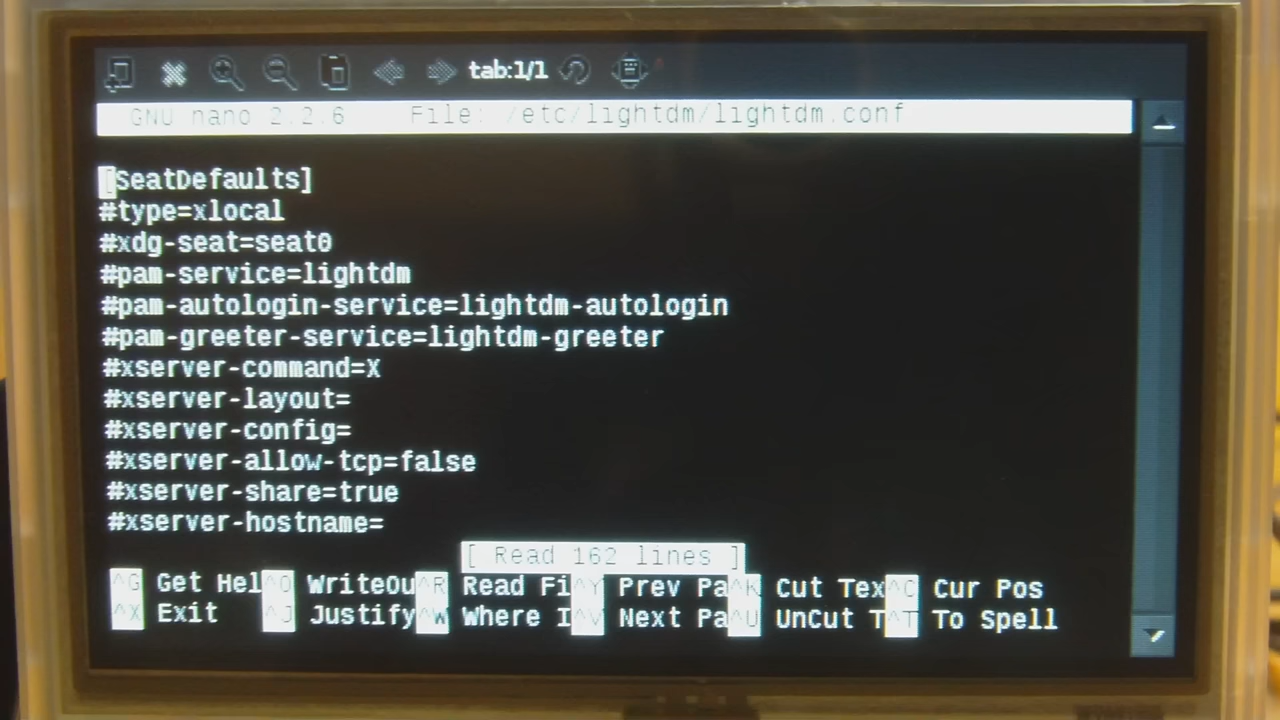 tab:1/1
GNU nano 2.2.6 File: /etc/lightdm/lightdm.conf
[SeatDefaults]
#type=xlocal
#xdg-seat=seat0
#pam-service=lightdm
#pam-autologin-service=lightdm-autologin
#pam-greeter-service=lightdm-greeter
#xserver-command=X
#xserver-layout=
#xserver-config=
#xserver-allow-tcp=false
#xserver-share=true
#xserver-hostname=
[ Read 162 lines ]
^G Get Hel^O WriteOu^R Read Fi^Y Prev Pa^K Cut Tex^C Cur Pos
^X Exit ^J Justify^W Where I^V Next Pa^U UnCut T^T To Spell